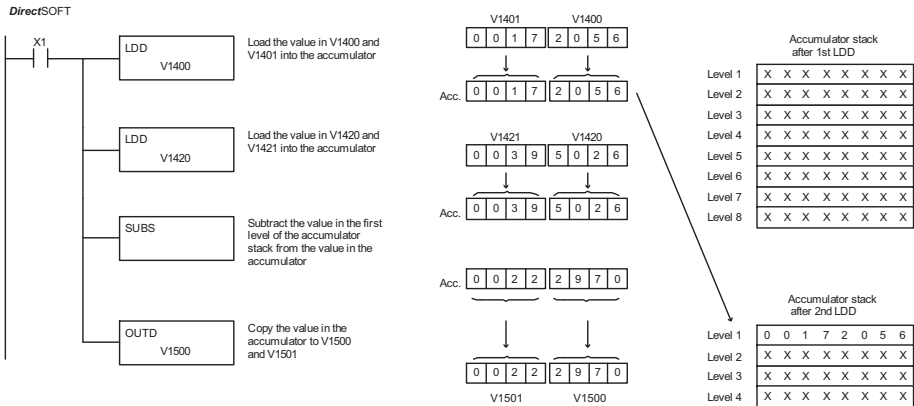 DirectSOFT
X1
LDD
V1400
Load the value in V1400 and
V1401 into the accumulator
LDD
V1420
Load the value in V1420 and
V1421 into the accumulator
SUBS
Subtract the value in the first
level of the accumulator
stack from the value in the
accumulator
OUTD
V1500
Copy the value in the
accumulator to V1500
and V1501
V1401 V1400
0 0 1 7 2 0 5 6
Acc. 0 0 1 7 2 0 5 6
V1421 V1420
0 0 3 9 5 0 2 6
Acc. 0 0 3 9 5 0 2 6
Acc. 0 0 2 2 2 9 7 0
0 0 2 2 2 9 7 0
V1501 V1500
Accumulator stack
after 1st LDD
Level 1 X X X X X X X X
Level 2 X X X X X X X X
Level 3 X X X X X X X X
Level 4 X X X X X X X X
Level 5 X X X X X X X X
Level 6 X X X X X X X X
Level 7 X X X X X X X X
Level 8 X X X X X X X X
Accumulator stack
after 2nd LDD
Level 1 0 0 1 7 2 0 5 6
Level 2 X X X X X X X X
Level 3 X X X X X X X X
Level 4 X X X X X X X X